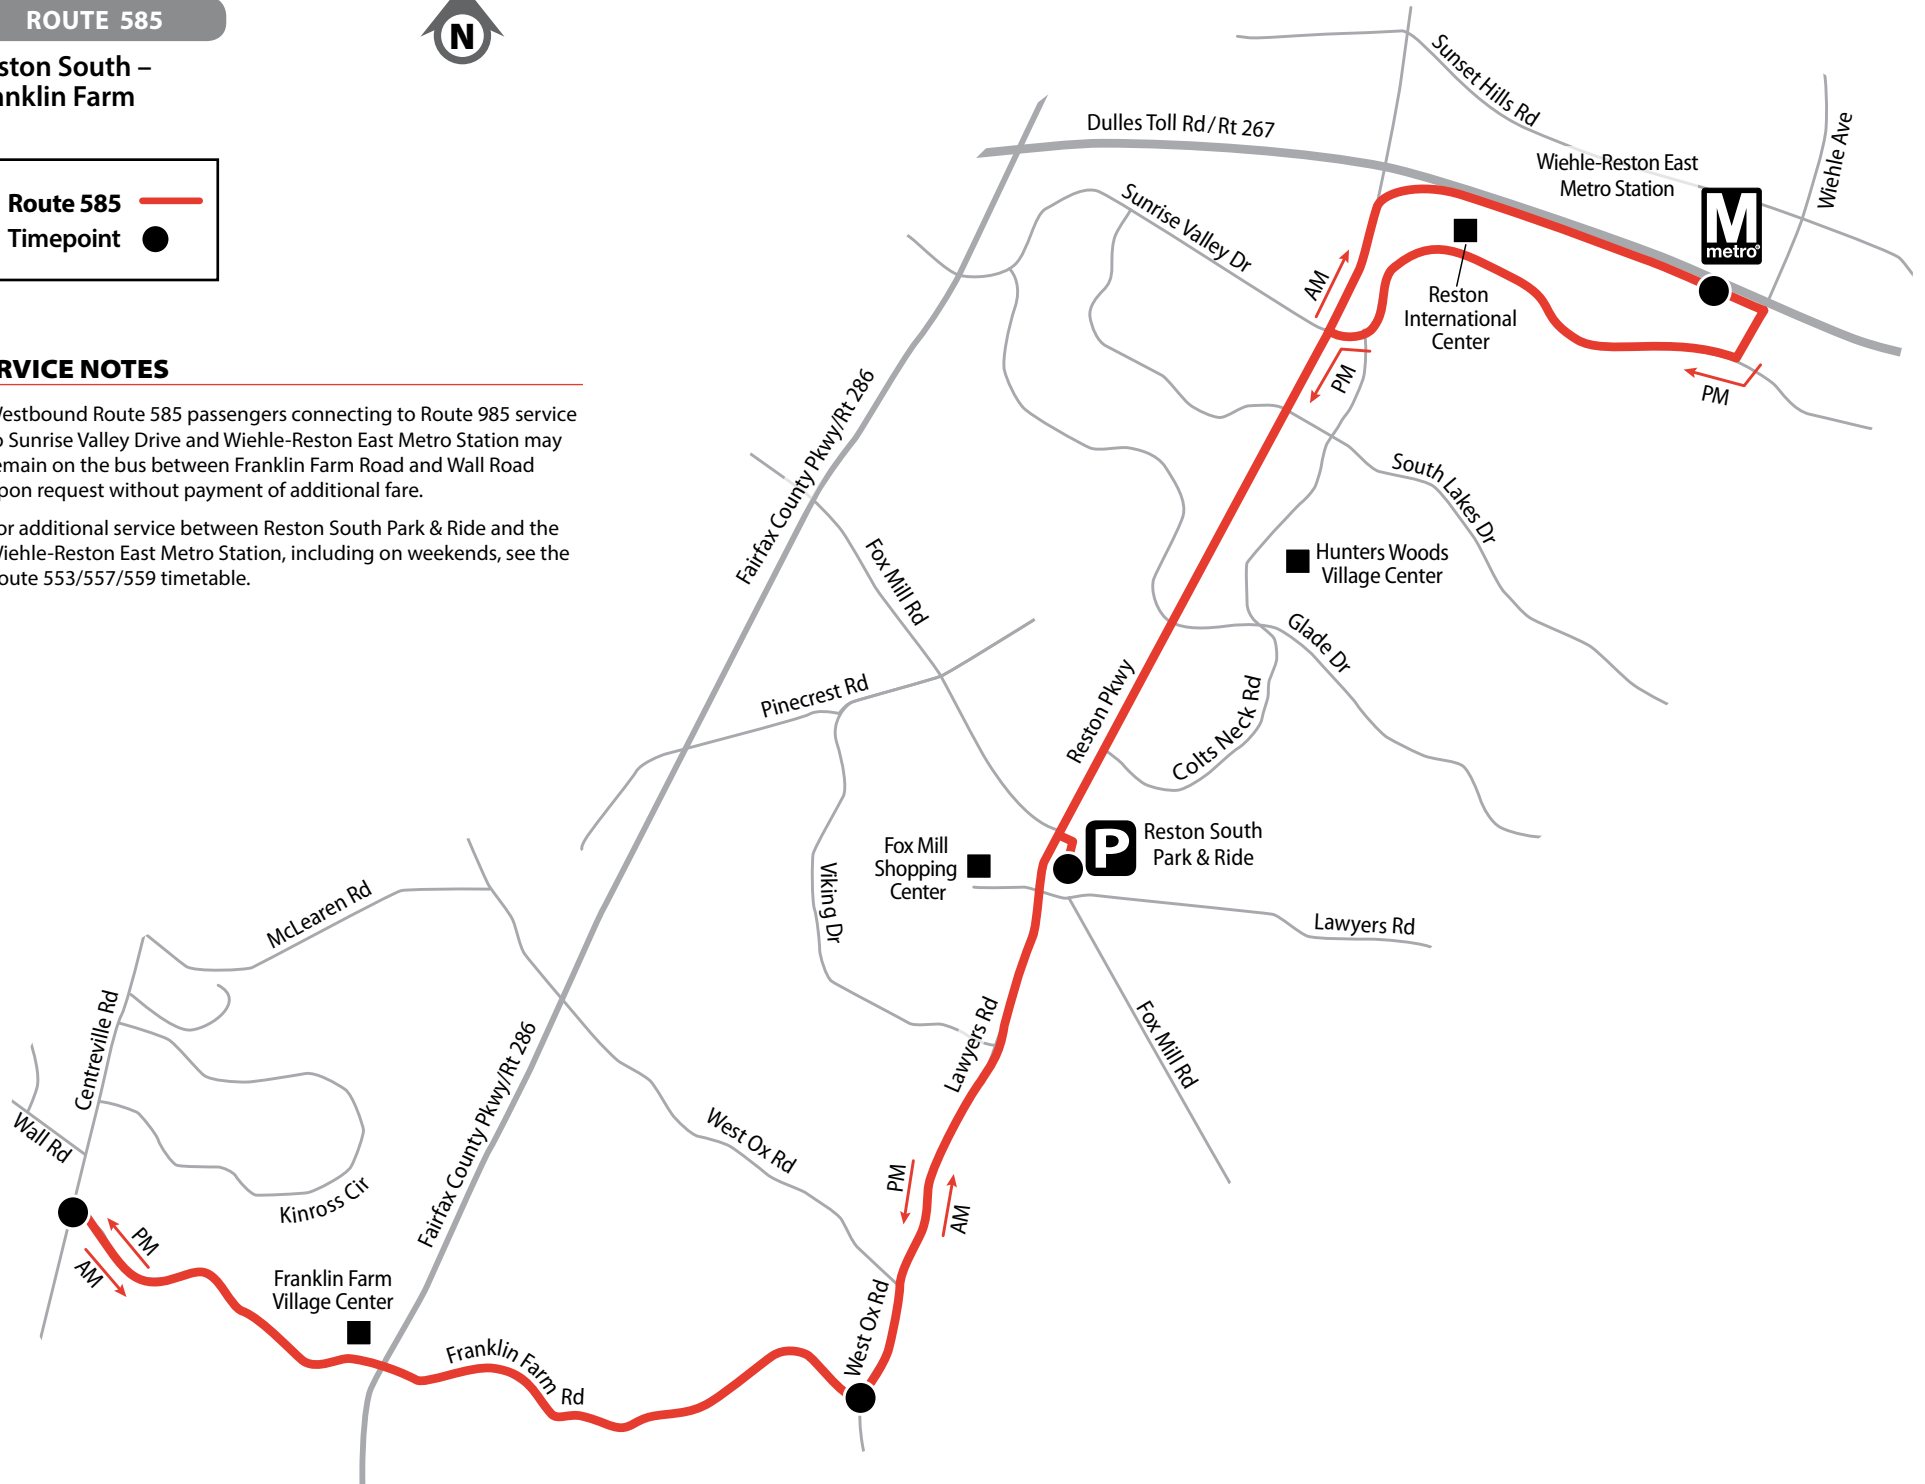 ROUTE 585
ston South –
nklin Farm
N
Route 585
Timepoint
RVICE NOTES
estbound Route 585 passengers connecting to Route 985 service
Sunrise Valley Drive and Wiehle-Reston East Metro Station may
emain on the bus between Franklin Farm Road and Wall Road
pon request without payment of additional fare.
or additional service between Reston South Park & Ride and the
iehle-Reston East Metro Station, including on weekends, see the
oute 553/557/559 timetable.
Sunset Hills Rd
Dulles Toll Rd/Rt 267
Wiehle Ave
Wiehle-Reston East
Metro Station
M
metro
Sunrise Valley Dr
AM
Reston
International
Center
PM
PM
Fairfax County Pkwy/Rt 286
South Lakes Dr
Fox Mill Rd
Hunters Woods
Village Center
Glade Dr
Pinecrest Rd
Reston Pkwy
Colts Neck Rd
P
Reston South
Park & Ride
Fox Mill
Shopping
Center
Viking Dr
McLearen Rd
Lawyers Rd
Centreville Rd
Lawyers Rd
Fox Mill Rd
Fairfax County Pkwy/Rt 286
Wall Rd
West Ox Rd
Kinross Cir
PM
AM
PM
AM
Franklin Farm
Village Center
West Ox Rd
Franklin Farm Rd